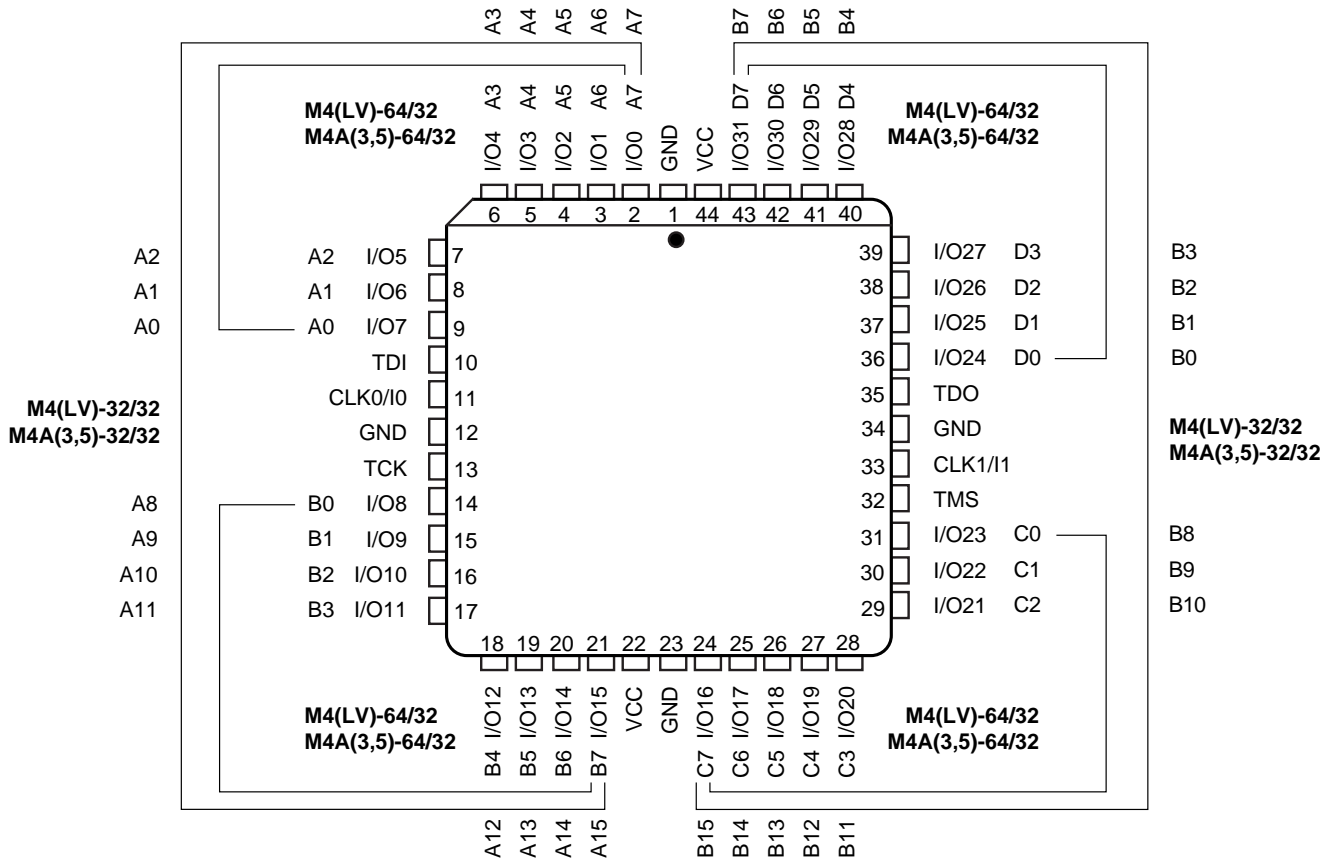 A3 A4 A5 A6 A7 B7 B6 B5 B4
M4(LV)-64/32
M4A(3,5)-64/32
A3 A4 A5 A6 A7 D7 D6 D5 D4
M4(LV)-64/32
M4A(3,5)-64/32
I/O4 I/O3 I/O2 I/O1 I/O0 GND VCC I/O31 I/O30 I/O29 I/O28
6 5 4 3 2 1 44 43 42 41 40
A2 A2 I/O5 7 39 I/O27 D3 B3
A1 A1 I/O6 8 38 I/O26 D2 B2
A0 A0 I/O7 9 37 I/O25 D1 B1
TDI 10 36 I/O24 D0 B0
CLK0/I0 11 35 TDO
M4(LV)-32/32
M4A(3,5)-32/32
GND 12 34 GND
M4(LV)-32/32
M4A(3,5)-32/32
TCK 13 33 CLK1/I1
A8 B0 I/O8 14 32 TMS
A9 B1 I/O9 15 31 I/O23 C0 B8
A10 B2 I/O10 16 30 I/O22 C1 B9
A11 B3 I/O11 17 29 I/O21 C2 B10
18 19 20 21 22 23 24 25 26 27 28
I/O12 I/O13 I/O14 I/O15 VCC GND I/O16 I/O17 I/O18 I/O19 I/O20
M4(LV)-64/32
M4A(3,5)-64/32
M4(LV)-64/32
M4A(3,5)-64/32
B4 B5 B6 B7 C7 C6 C5 C4 C3
A12 A13 A14 A15 B15 B14 B13 B12 B11